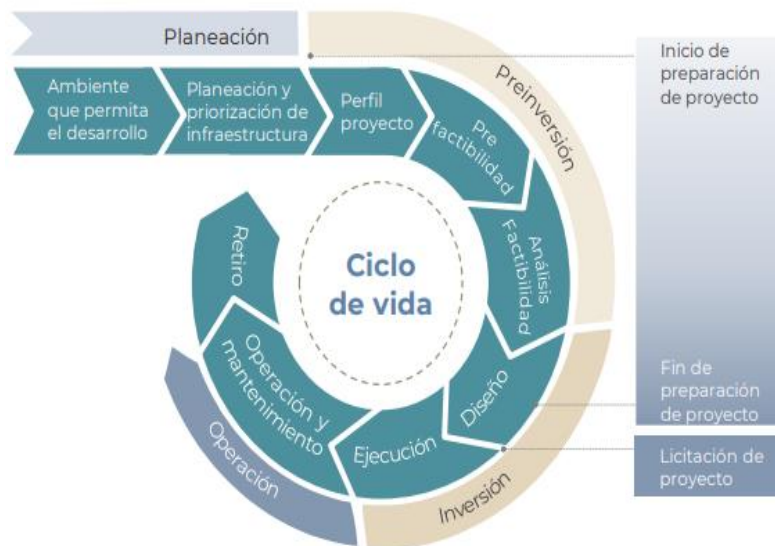 Planeación
Ambiente
que permita
el desarrollo
Planeación y
priorización de
infraestructura
Perfil
proyecto
Pre
factibilidad
Análisis
Factibilidad
Diseño
Ejecución
Operación y
mantenimiento
Retiro
Preinversión
Inversión
Operación
Ciclo
de vida
Inicio de
preparación
de proyecto
Fin de
preparación
de proyecto
Licitación de
proyecto